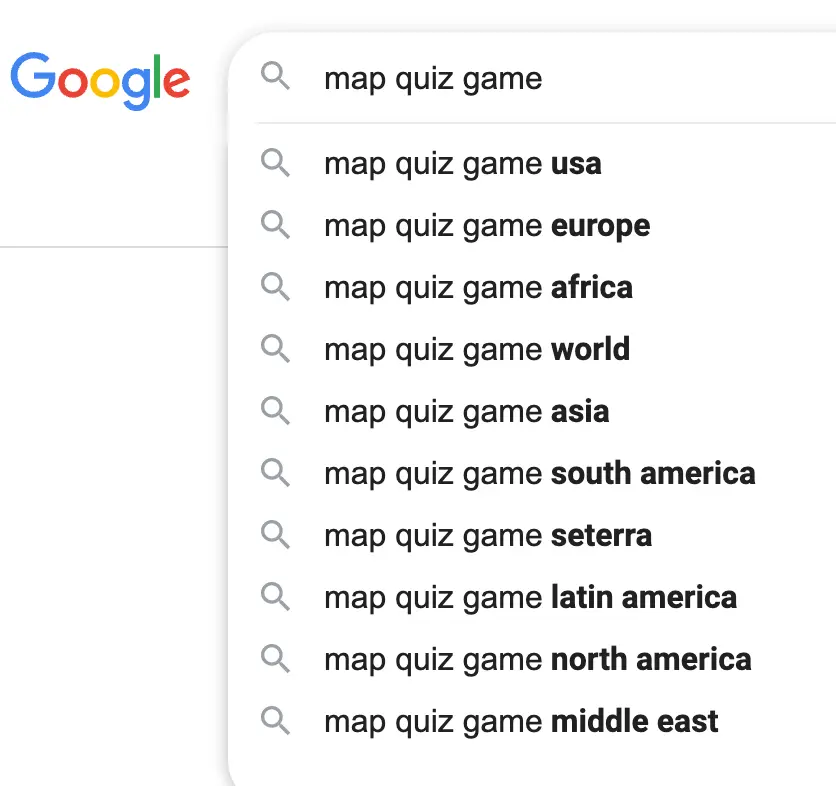 Google
map quiz game
map quiz game usa
map quiz game europe
map quiz game africa
map quiz game world
map quiz game asia
map quiz game south america
map quiz game seterra
map quiz game latin america
map quiz game north america
map quiz game middle east